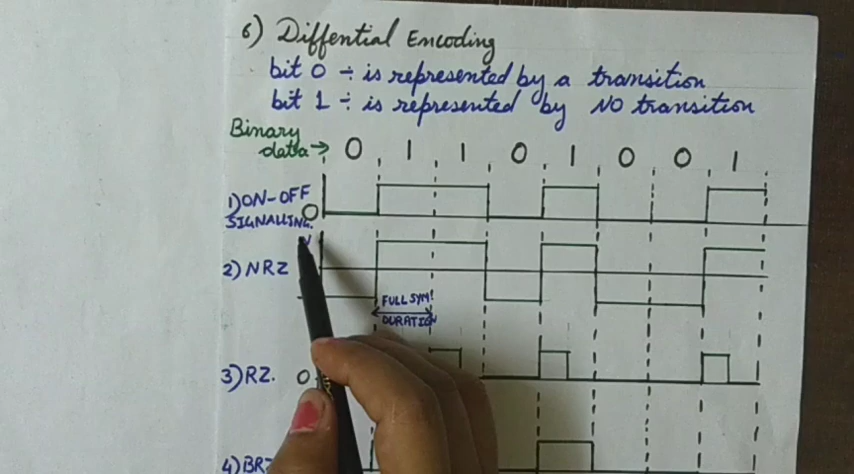 6) Diffential Encoding
bit 0 ÷ is represented by a transition
bit 1 ÷ is represented by NO transition
Binary
data → 0 1 1 0 1 0 0 1
1) ON-OFF
SIGNALLING. 0
V
2) NRZ
FULL SYM.
DURATION
3) RZ. 0
4) BRZ